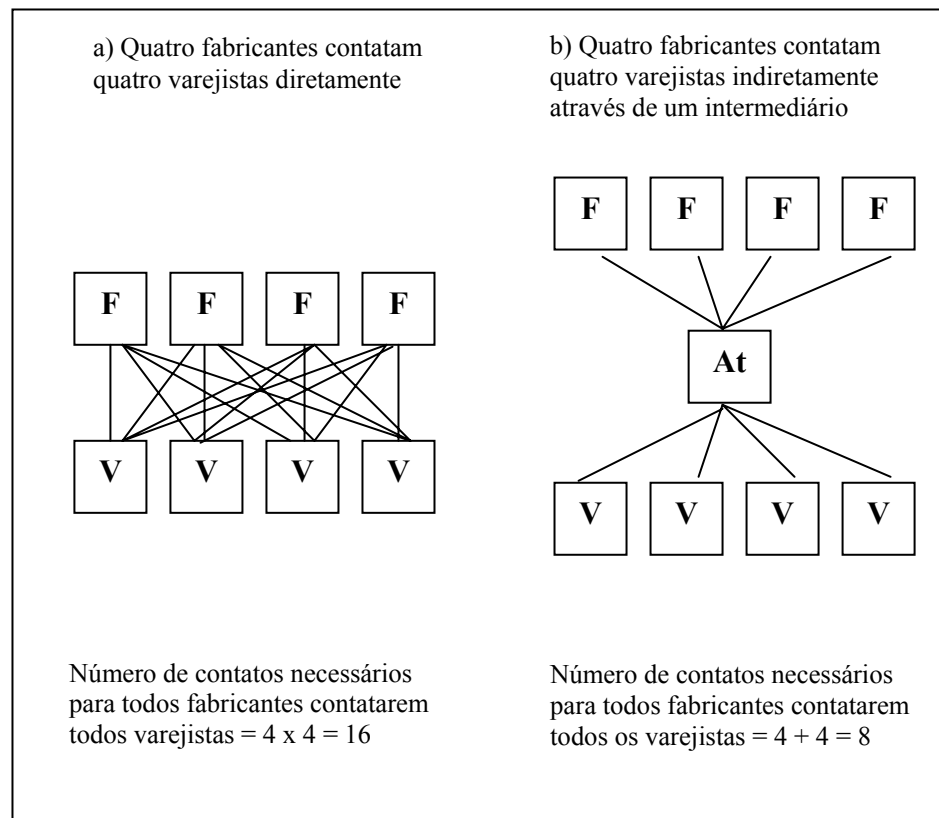 a) Quatro fabricantes contatam
quatro varejistas diretamente
F F F F
V V V V
Número de contatos necessários
para todos fabricantes contatarem
todos varejistas = 4 x 4 = 16
b) Quatro fabricantes contatam
quatro varejistas indiretamente
através de um intermediário
F F F F
At
V V V V
Número de contatos necessários
para todos fabricantes contatarem
todos os varejistas = 4 + 4 = 8